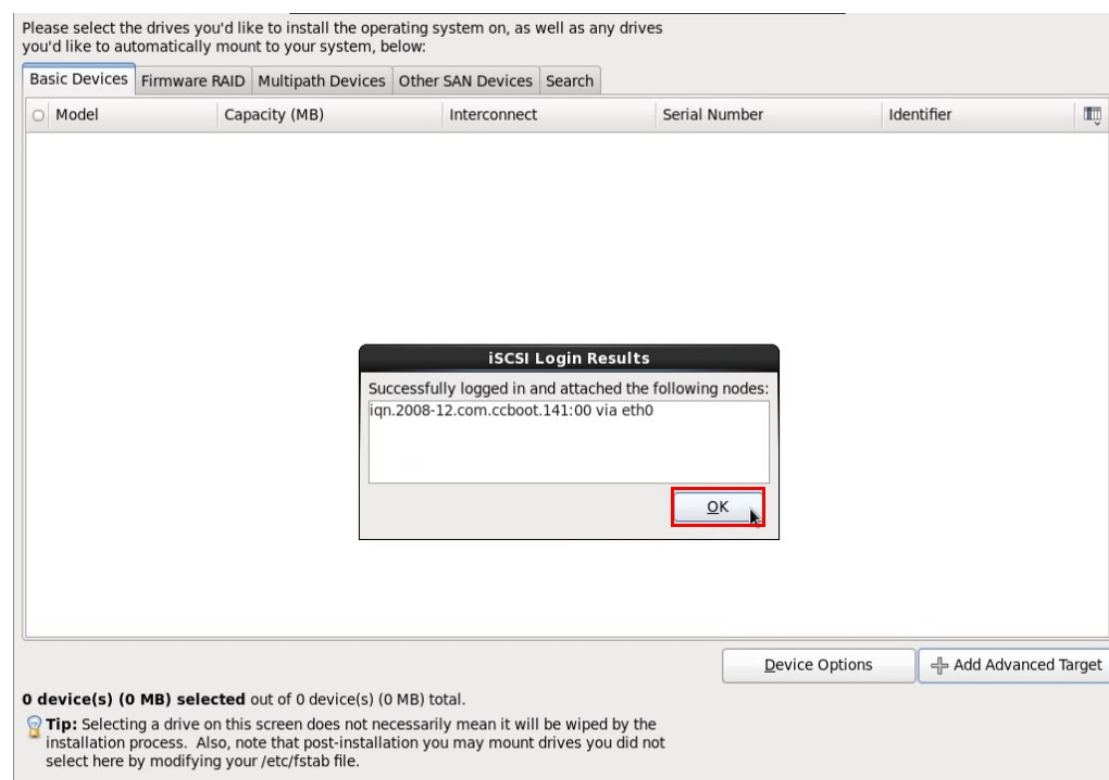 Please select the drives you'd like to install the operating system on, as well as any drives
you'd like to automatically mount to your system, below:
Basic Devices Firmware RAID Multipath Devices Other SAN Devices Search
Model Capacity (MB) Interconnect Serial Number Identifier
iSCSI Login Results
Successfully logged in and attached the following nodes:
iqn.2008-12.com.ccboot.141:00 via eth0
OK
Device Options Add Advanced Target
0 device(s) (0 MB) selected out of 0 device(s) (0 MB) total.
Tip: Selecting a drive on this screen does not necessarily mean it will be wiped by the
installation process. Also, note that post-installation you may mount drives you did not
select here by modifying your /etc/fstab file.